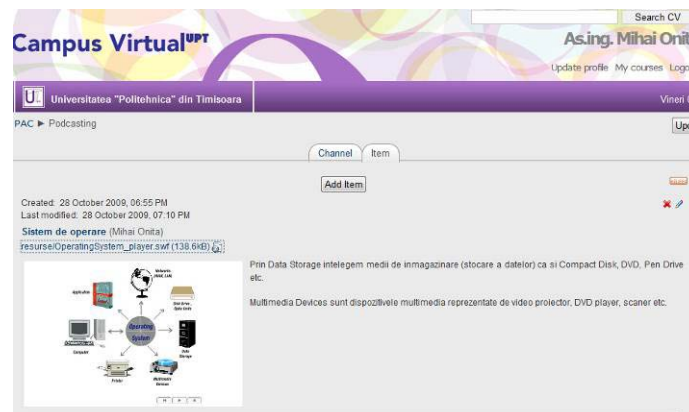 Search CV
Campus Virtual UPT
As.ing. Mihai Onit
Update profile My courses Logo
Universitatea "Politehnica" din Timisoara
Vineri
PAC ► Podcasting
Channel
Item
Add Item
Created: 28 October 2009, 06:55 PM
Last modified: 28 October 2009, 07:10 PM
Sistem de operare (Mihai Onita)
resurse/OperatingSystem_player.swf (138.6kB)
Prin Data Storage intelegem medii de inmagazinare (stocare a datelor) ca si Compact Disk, DVD, Pen Drive
etc.
Multimedia Devices sunt dispozitivele multimedia reprezentate de video proiector, DVD player, scaner etc.
Application
Operating
System
Computer
Data
Storage
Printer
Multimedia
Devices